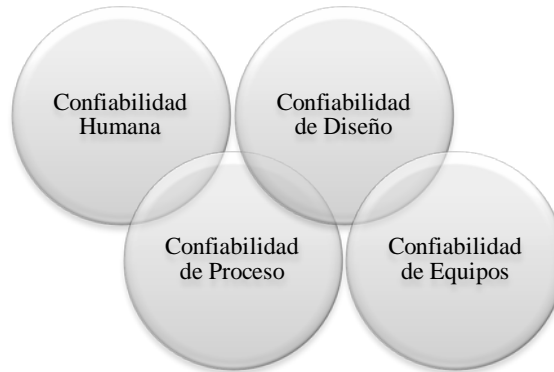 Confiabilidad
Humana
Confiabilidad
de Diseño
Confiabilidad
de Proceso
Confiabilidad
de Equipos